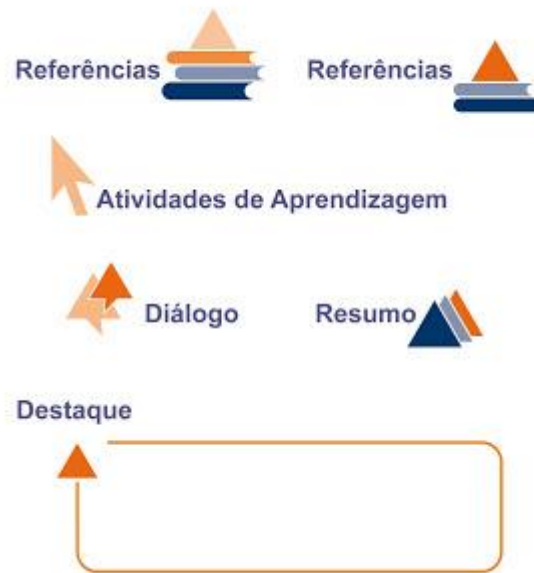 Referências
Referências
Atividades de Aprendizagem
Diálogo
Resumo
Destaque